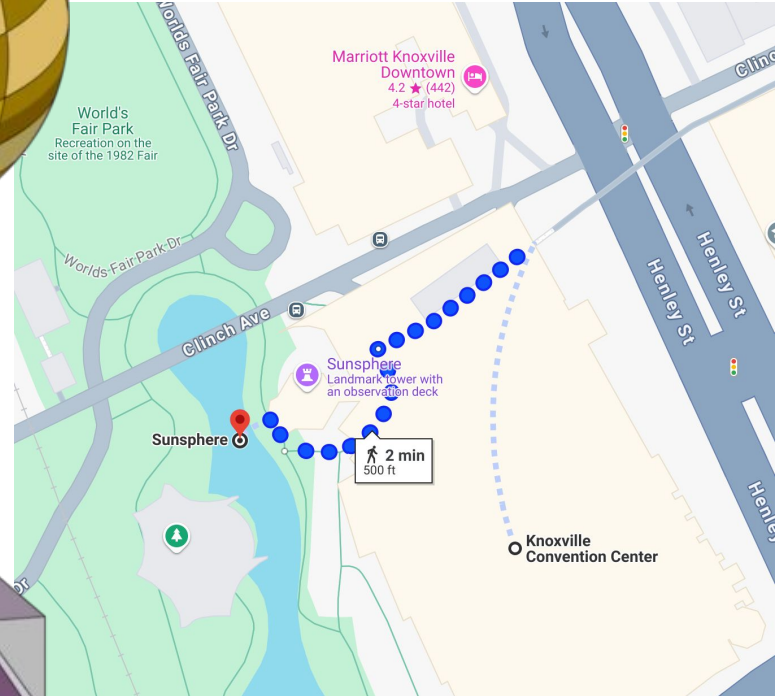 Worlds Fair Park Dr
Marriott Knoxville
Downtown
4.2 ★ (442)
4-star hotel
Clinc
World's
Fair Park
Recreation on the
site of the 1982 Fair
Worlds Fair Park Dr
Henley St
Henley St
Clinch Ave
Sunsphere
Landmark tower with
an observation deck
Sunsphere
2 min
500 ft
Henley
Knoxville
Convention Center
Dr